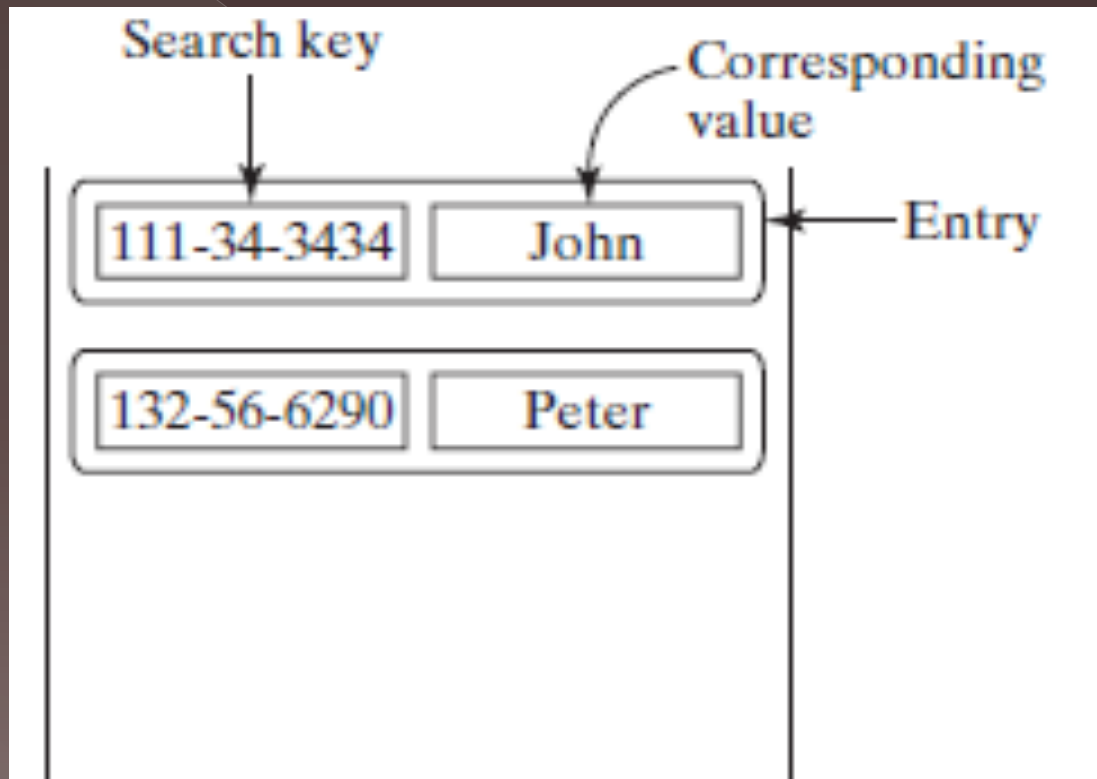 Search key
Corresponding
value
111-34-3434 John
Entry
132-56-6290 Peter